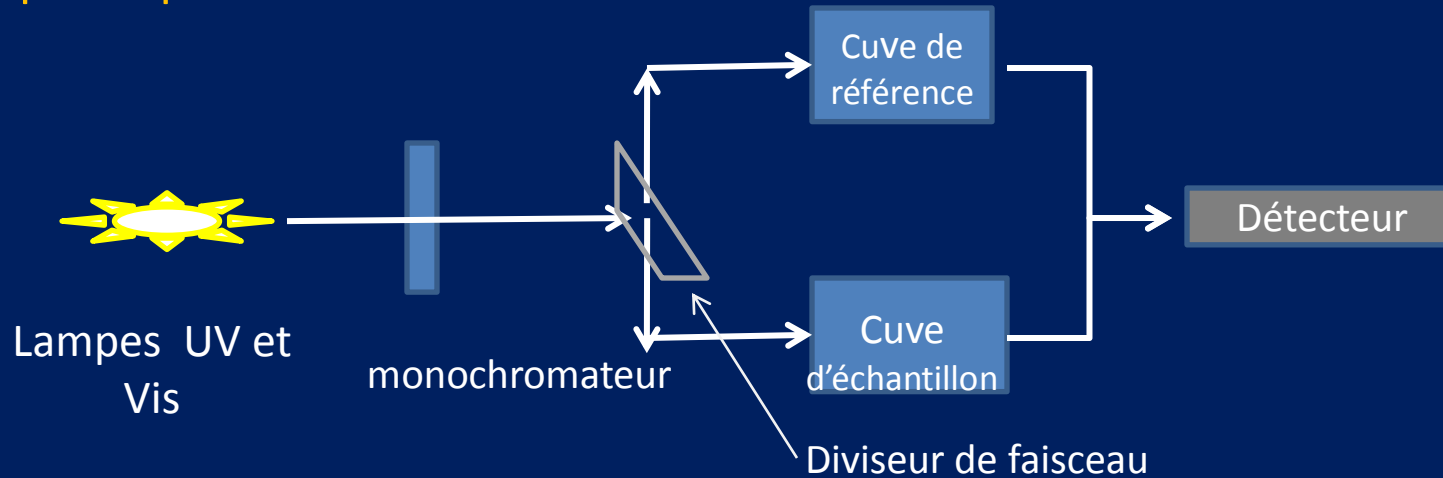 Cuve de
référence
Détecteur
Lampes UV et
Vis
monochromateur
Cuve
d'échantillon
Diviseur de faisceau